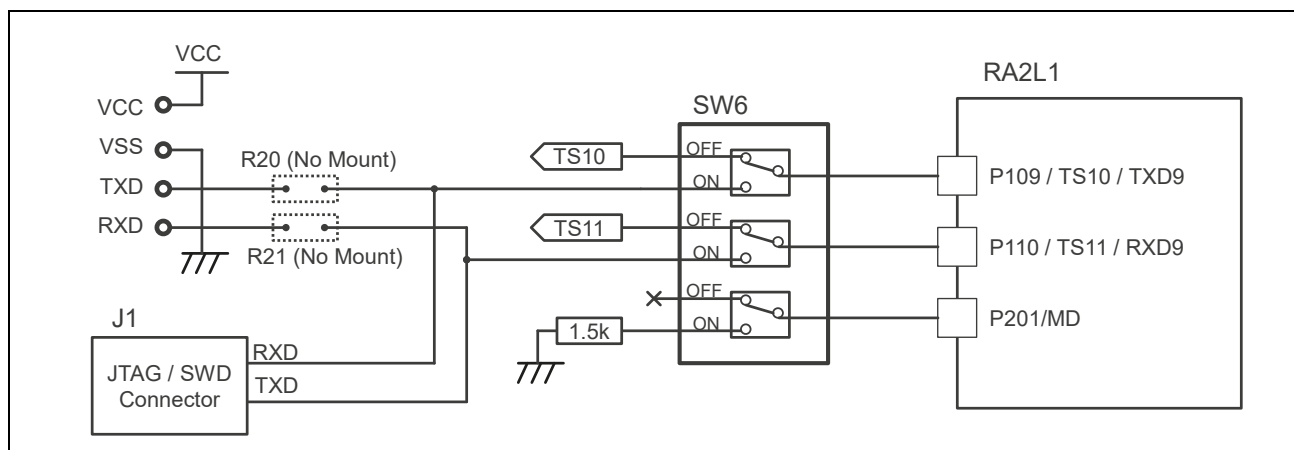 VCC
VCC
VSS
TXD
RXD
R20 (No Mount)
R21 (No Mount)
J1
JTAG / SWD
Connector
RXD
TXD
TS10
TS11
1.5k
SW6
OFF
ON
OFF
ON
OFF
ON
RA2L1
P109 / TS10 / TXD9
P110 / TS11 / RXD9
P201/MD